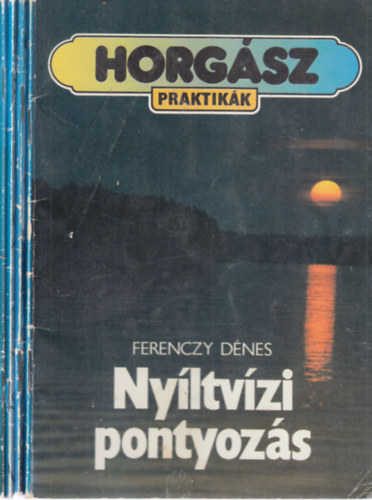 HORGÁSZ
PRAKTIKÁK
FERENCZY DÉNES
Nyíltvízi
pontyozás